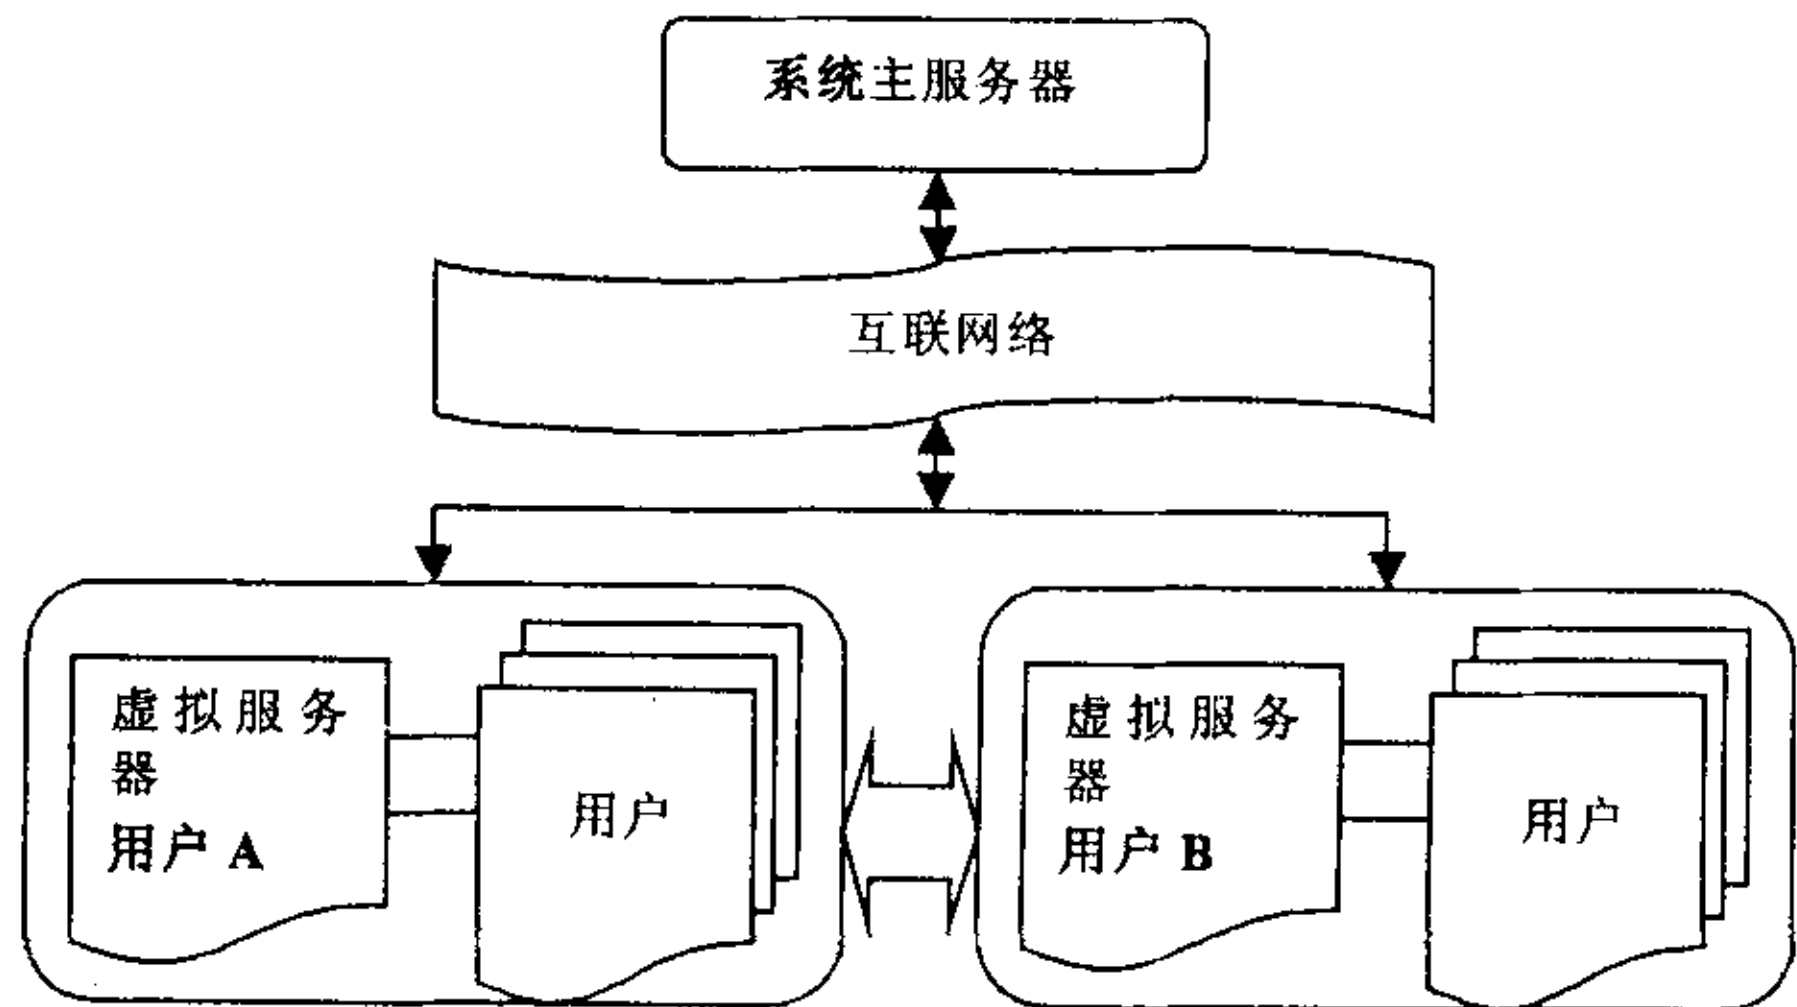 系统主服务器
互联网络
虚拟服务
器
用户 A
用户
虚拟服务
器
用户 B
用户